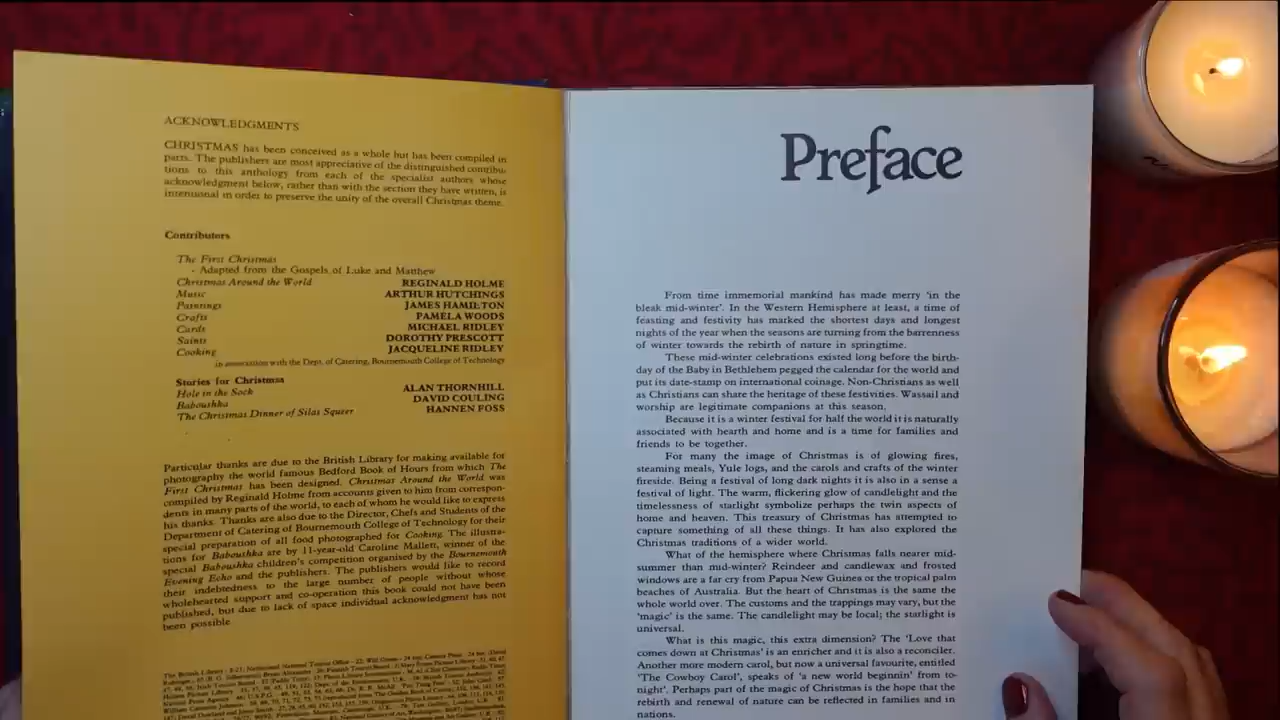 ACKNOWLEDGMENTS
CHRISTMAS has been conceived as a whole but has been compiled in
parts. The publishers are most appreciative of the distinguished contribu-
tions to this anthology from each of the specialist authors whose
acknowledgment below, rather than with the section they have written, is
intentional in order to preserve the unity of the overall Christmas theme.
Contributors
The First Christmas
- Adapted from the Gospels of Luke and Matthew
Christmas Around the World REGINALD HOLME
Music ARTHUR HUTCHINGS
Paintings JAMES HAMILTON
Crafts PAMELA WOODS
Cards MICHAEL RIDLEY
Saints DOROTHY PRESCOTT
Cooking JACQUELINE RIDLEY
in association with the Dept. of Catering, Bournemouth College of Technology
Stories for Christmas
Hole in the Sock ALAN THORNHILL
Baboushka DAVID COULING
The Christmas Dinner of Silas Squeer HANNEN FOSS
Particular thanks are due to the British Library for making available for
photography the world famous Bedford Book of Hours from which The
First Christmas has been designed. Christmas Around the World was
compiled by Reginald Holme from accounts given to him from correspon-
dents in many parts of the world, to each of whom he would like to express
his thanks. Thanks are also due to the Director, Chefs and Students of the
Department of Catering of Bournemouth College of Technology for their
special preparation of all food photographed for Cooking. The illustra-
tions for Baboushka are by 11-year-old Caroline Mallett, winner of the
special Baboushka children's competition organised by the Bournemouth
Evening Echo and the publishers. The publishers would like to record
their indebtedness to the large number of people without whose
wholehearted support and co-operation this book could not have been
published, but due to lack of space individual acknowledgment has not
been possible
Preface
From time immemorial mankind has made merry 'in the
bleak mid-winter'. In the Western Hemisphere at least, a time of
feasting and festivity has marked the shortest days and longest
nights of the year when the seasons are turning from the barrenness
of winter towards the rebirth of nature in springtime.
These mid-winter celebrations existed long before the birth-
day of the Baby in Bethlehem pegged the calendar for the world and
put its date-stamp on international coinage. Non-Christians as well
as Christians can share the heritage of these festivities. Wassail and
worship are legitimate companions at this season.
Because it is a winter festival for half the world it is naturally
associated with hearth and home and is a time for families and
friends to be together.
For many the image of Christmas is of glowing fires,
steaming meals, Yule logs, and the carols and crafts of the winter
fireside. Being a festival of long dark nights it is also in a sense a
festival of light. The warm, flickering glow of candlelight and the
timelessness of starlight symbolize perhaps the twin aspects of
home and heaven. This treasury of Christmas has attempted to
capture something of all these things. It has also explored the
Christmas traditions of a wider world.
What of the hemisphere where Christmas falls nearer mid-
summer than mid-winter? Reindeer and candlewax and frosted
windows are a far cry from Papua New Guinea or the tropical palm
beaches of Australia. But the heart of Christmas is the same the
whole world over. The customs and the trappings may vary, but the
'magic' is the same. The candlelight may be local; the starlight is
universal.
What is this magic, this extra dimension? The 'Love that
comes down at Christmas' is an enricher and it is also a reconciler.
Another more modern carol, but now a universal favourite, entitled
'The Cowboy Carol', speaks of 'a new world beginnin' from to-
night'. Perhaps part of the magic of Christmas is the hope that the
rebirth and renewal of nature can be reflected in families and in
nations.